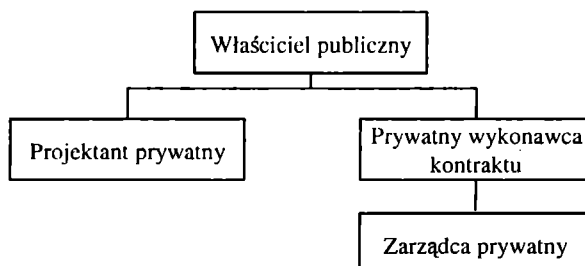 Właściciel publiczny
Projektant prywatny
Prywatny wykonawca
kontraktu
Zarządca prywatny